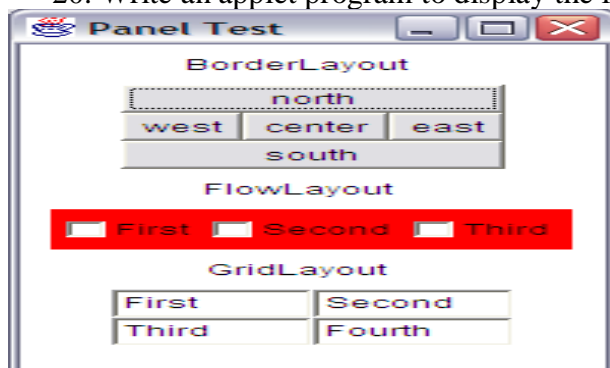 20. Write an applet program to display the
Panel Test
BorderLayout
north
west center east
south
FlowLayout
First Second Third
GridLayout
First Second
Third Fourth